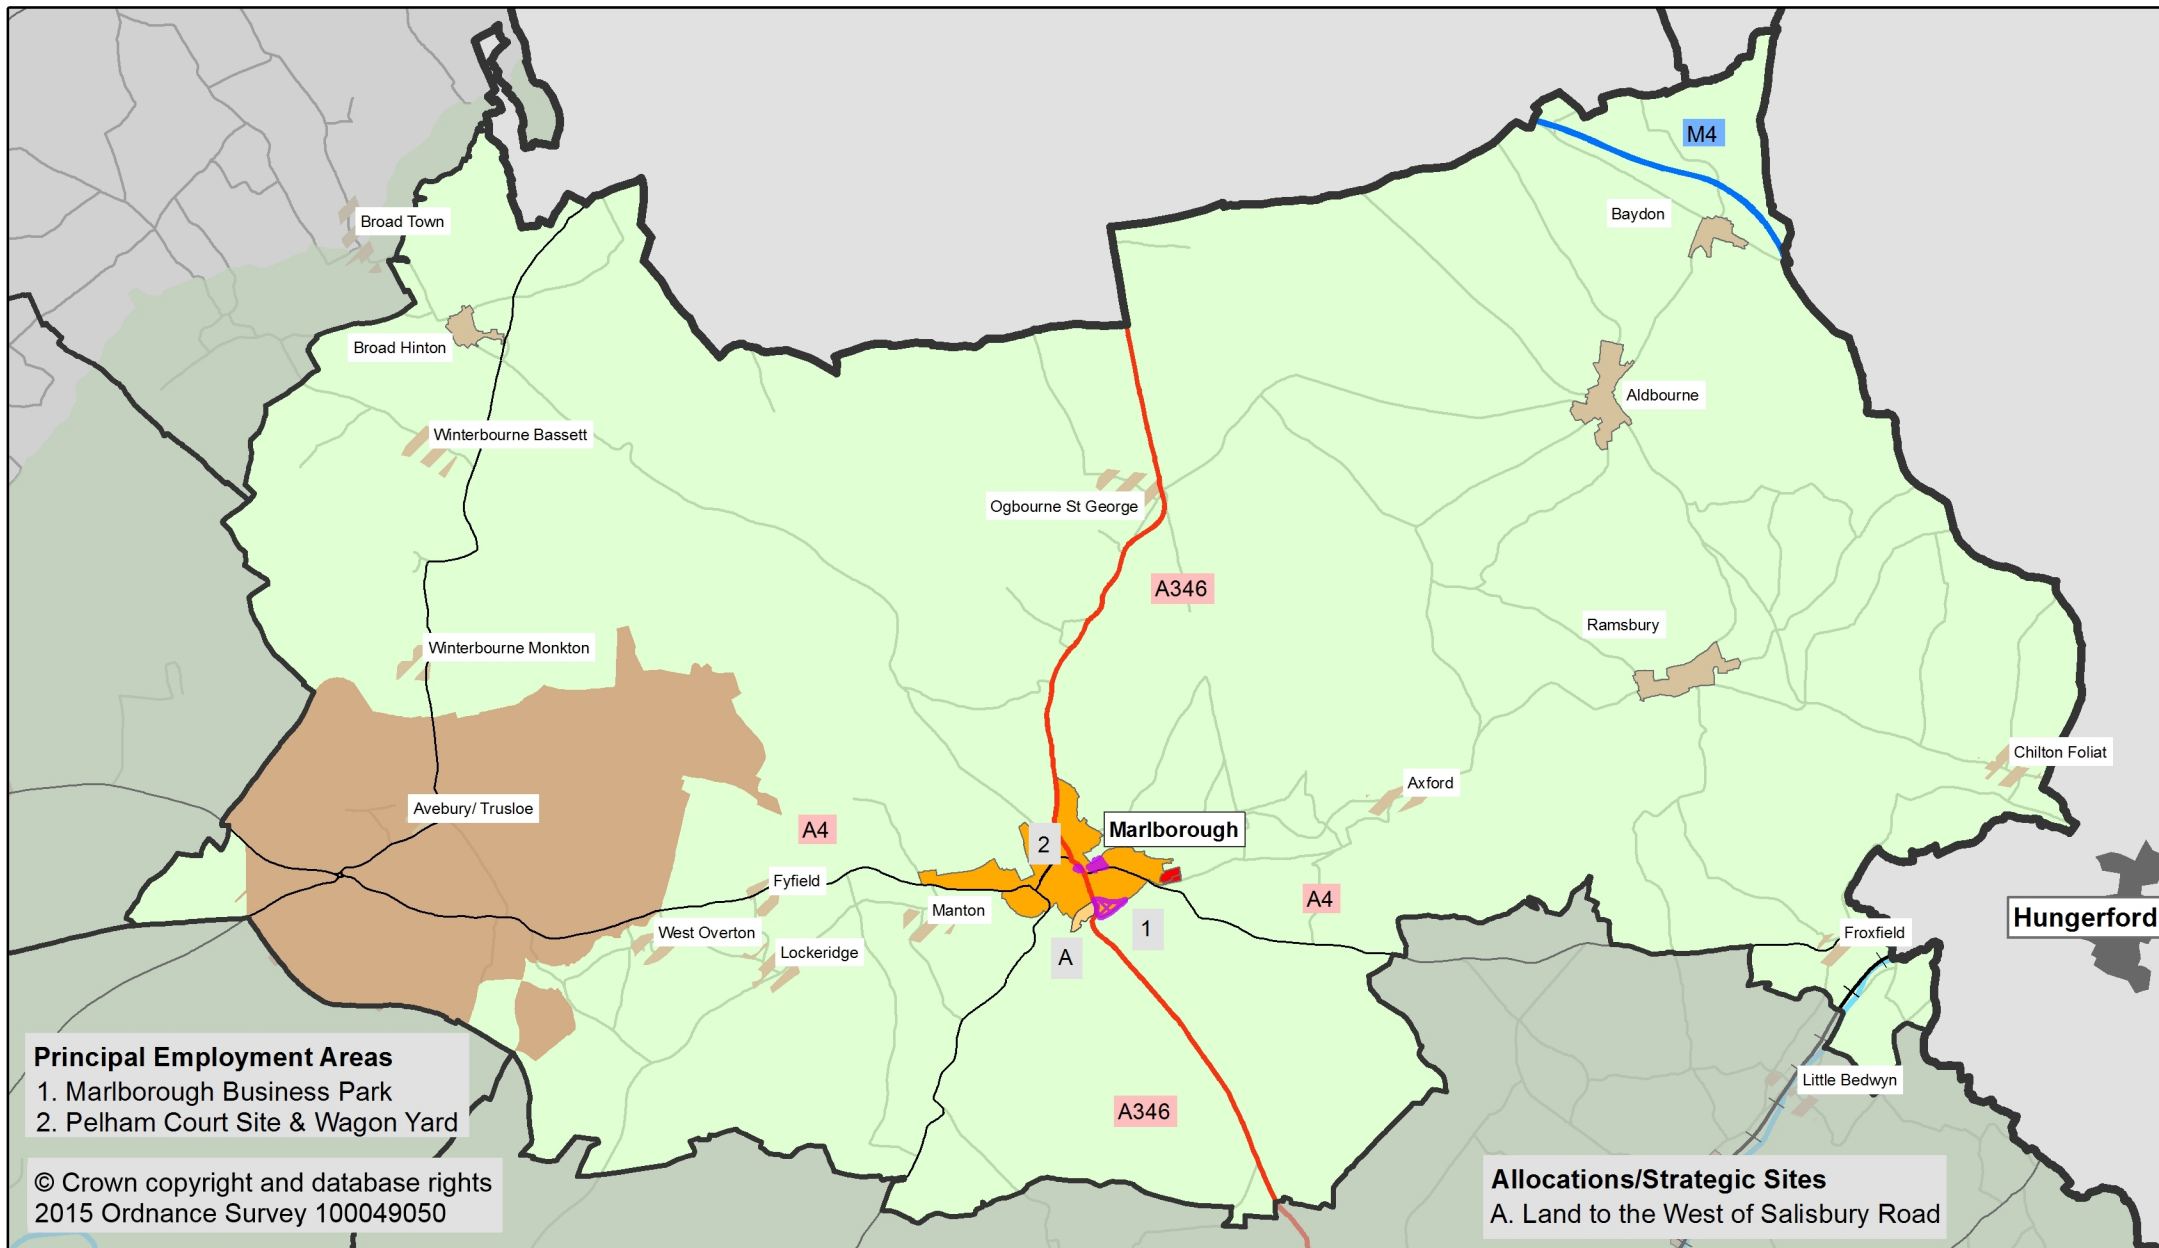 M4
Baydon
Broad Town
Broad Hinton
Aldbourne
Winterbourne Bassett
Ogbourne St George
A346
Ramsbury
Winterbourne Monkton
Chilton Foliat
Axford
Avebury/ Trusloe
A4
Marlborough
2
Fyfield
A4
Manton
West Overton
Lockeridge
1
A
Hungerford
Froxfield
Little Bedwyn
A346
Principal Employment Areas
1. Marlborough Business Park
2. Pelham Court Site & Wagon Yard
© Crown copyright and database rights
2015 Ordnance Survey 100049050
Allocations/Strategic Sites
A. Land to the West of Salisbury Road